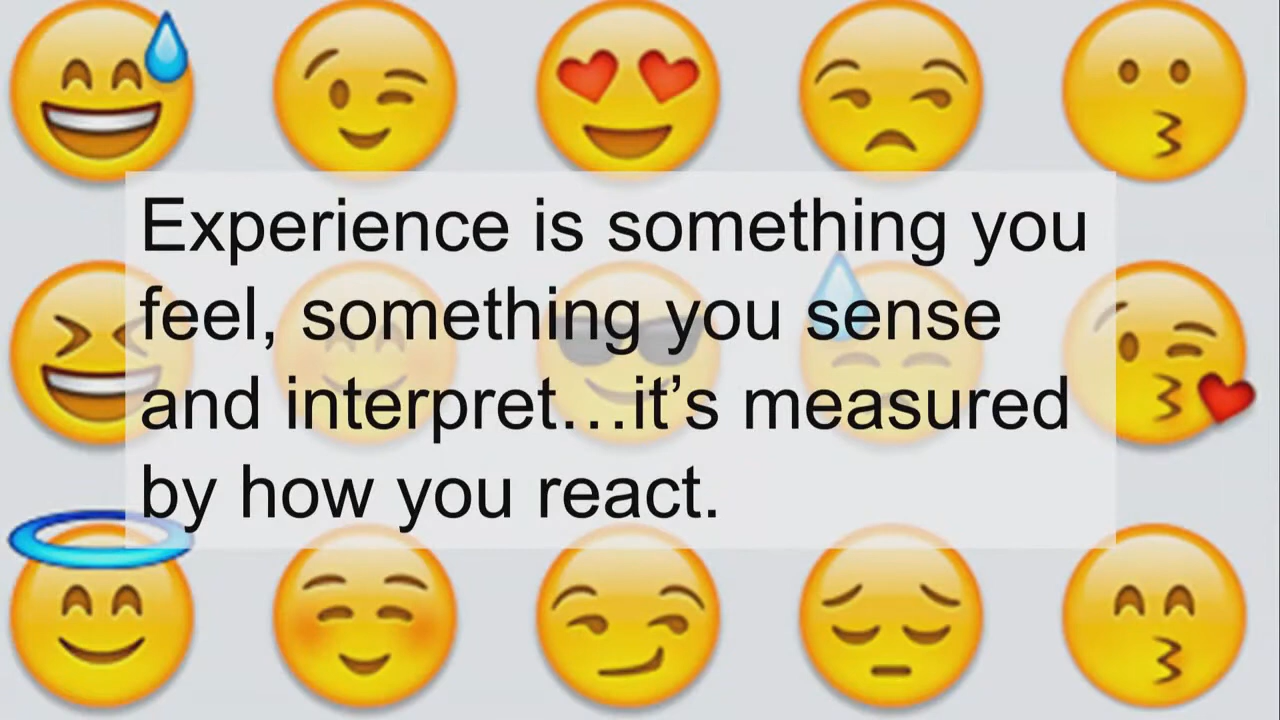 Experience is something you
feel, something you sense
and interpret…it’s measured
by how you react.